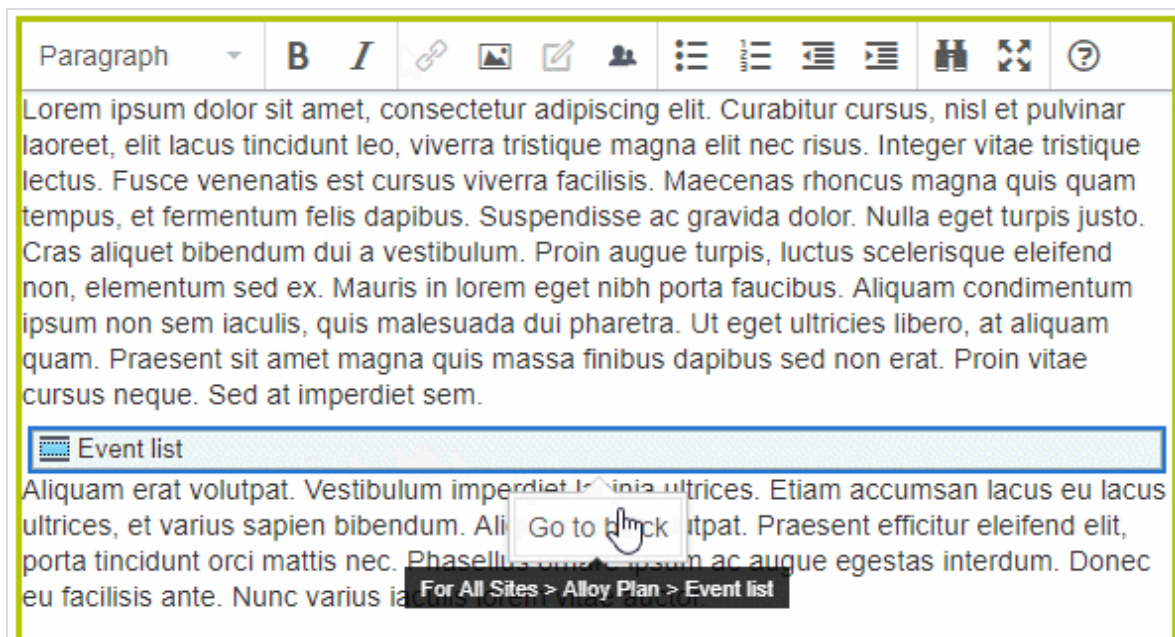 Paragraph
Lorem ipsum dolor sit amet, consectetur adipiscing elit. Curabitur cursus, nisl et pulvinar
laoreet, elit lacus tincidunt leo, viverra tristique magna elit nec risus. Integer vitae tristique
lectus. Fusce venenatis est cursus viverra facilisis. Maecenas rhoncus magna quis quam
tempus, et fermentum felis dapibus. Suspendisse ac gravida dolor. Nulla eget turpis justo.
Cras aliquet bibendum dui a vestibulum. Proin augue turpis, luctus scelerisque eleifend
non, elementum sed ex. Mauris in lorem eget nibh porta faucibus. Aliquam condimentum
ipsum non sem iaculis, quis malesuada dui pharetra. Ut eget ultricies libero, at aliquam
quam. Praesent sit amet magna quis massa finibus dapibus sed non erat. Proin vitae
cursus neque. Sed at imperdiet sem.
Event list
Aliquam erat volutpat. Vestibulum imperdiet lacinia ultrices. Etiam accumsan lacus eu lacus
ultrices, et varius sapien bibendum. Praesent efficitur eleifend elit,
Go to block
porta tincidunt orci mattis nec. Phasellus ornare ipsum ac augue egestas interdum. Donec
eu facilisis ante. Nunc varius iaculis lorem vitae auctor.
For All Sites > Alloy Plan > Event list